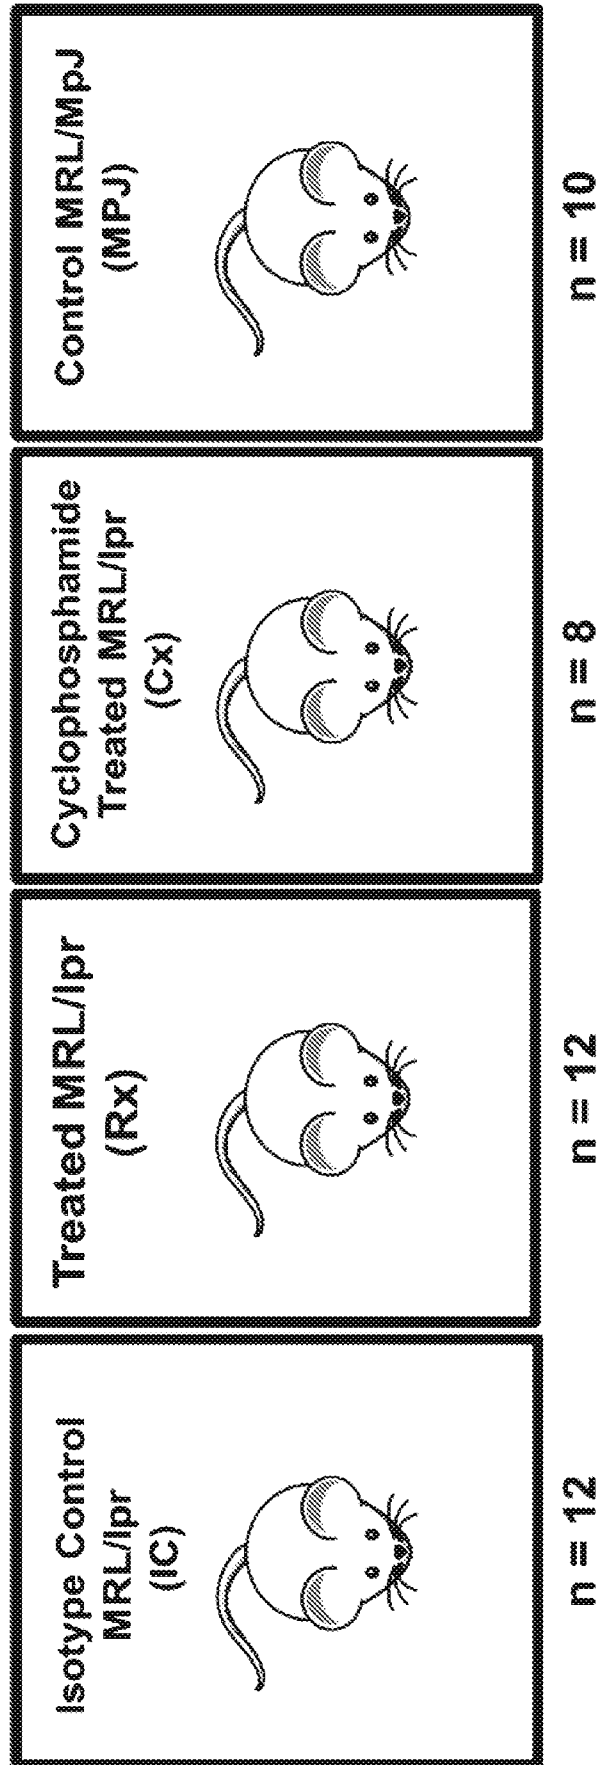 Isotype Control
MRL/lpr
(IC)
n = 12
Treated MRL/lpr
(Rx)
n = 12
Cyclophosphamide
Treated MRL/lpr
(Cx)
n = 8
Control MRL/MpJ
(MPJ)
n = 10